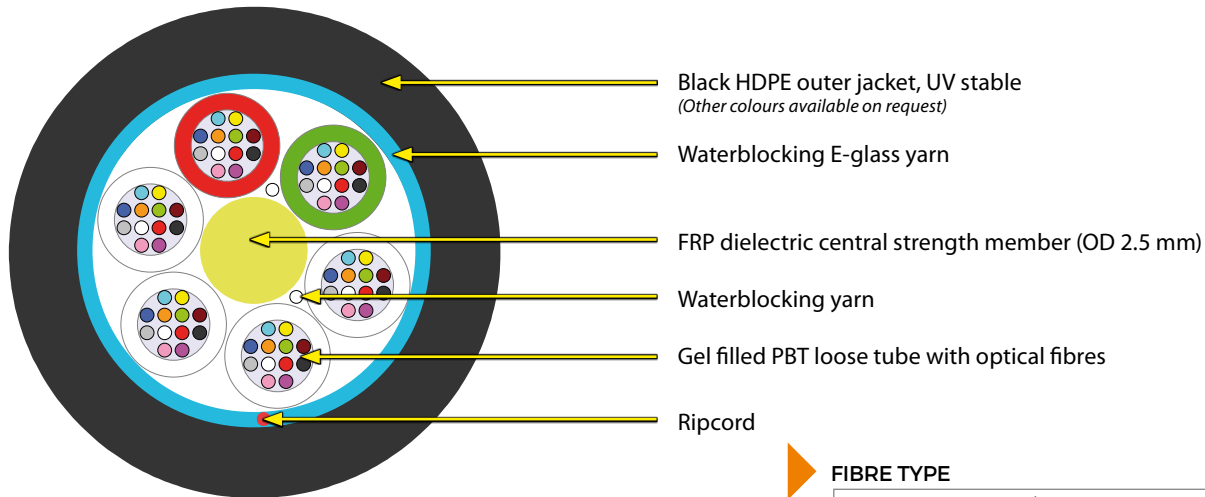 Black HDPE outer jacket, UV stable
(Other colours available on request)
Waterblocking E-glass yarn
FRP dielectric central strength member (OD 2.5 mm)
Waterblocking yarn
Gel filled PBT loose tube with optical fibres
Ripcord
FIBRE TYPE